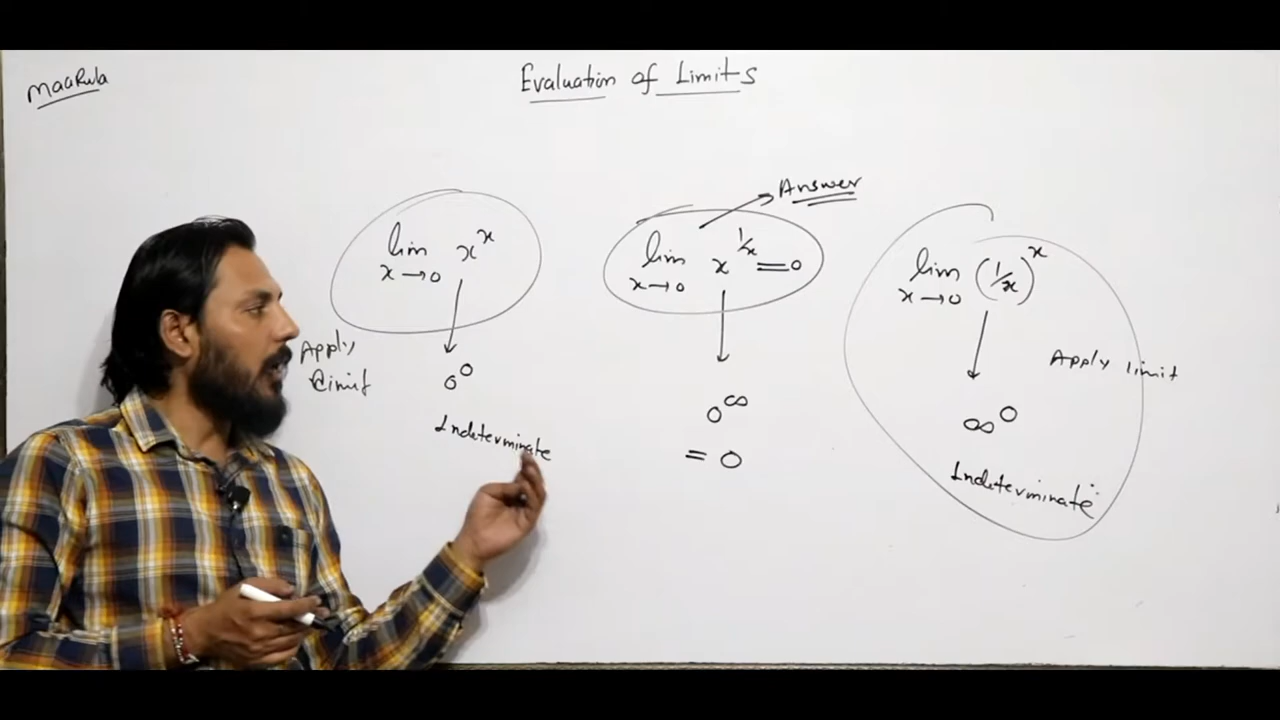 maaRula
Evaluation of Limits
Answer
lim x→0 x^x
lim x→0 x^1/x = 0
lim x→0 (1/x)^x
Apply
Limit
0^0
Indeterminate
0^∞
= 0
Apply limit
∞^0
Indeterminate